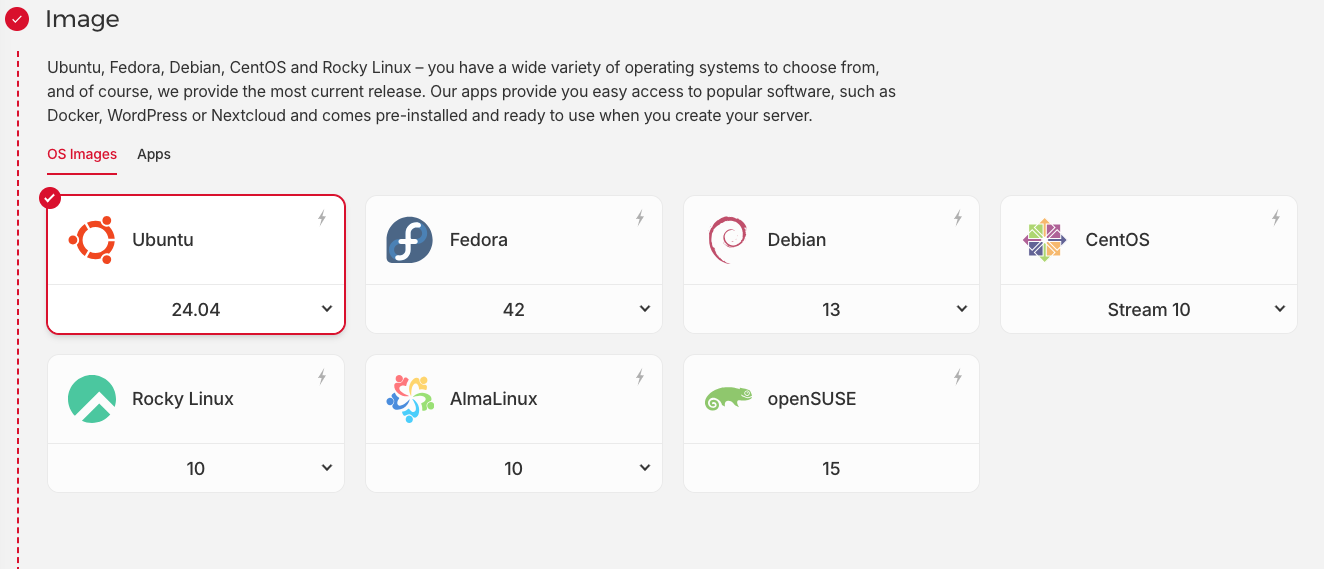 Image
Ubuntu, Fedora, Debian, CentOS and Rocky Linux – you have a wide variety of operating systems to choose from,
and of course, we provide the most current release. Our apps provide you easy access to popular software, such as
Docker, WordPress or Nextcloud and comes pre-installed and ready to use when you create your server.
OS Images Apps
Ubuntu Fedora Debian CentOS
24.04 42 13 Stream 10
Rocky Linux AlmaLinux openSUSE
10 10 15